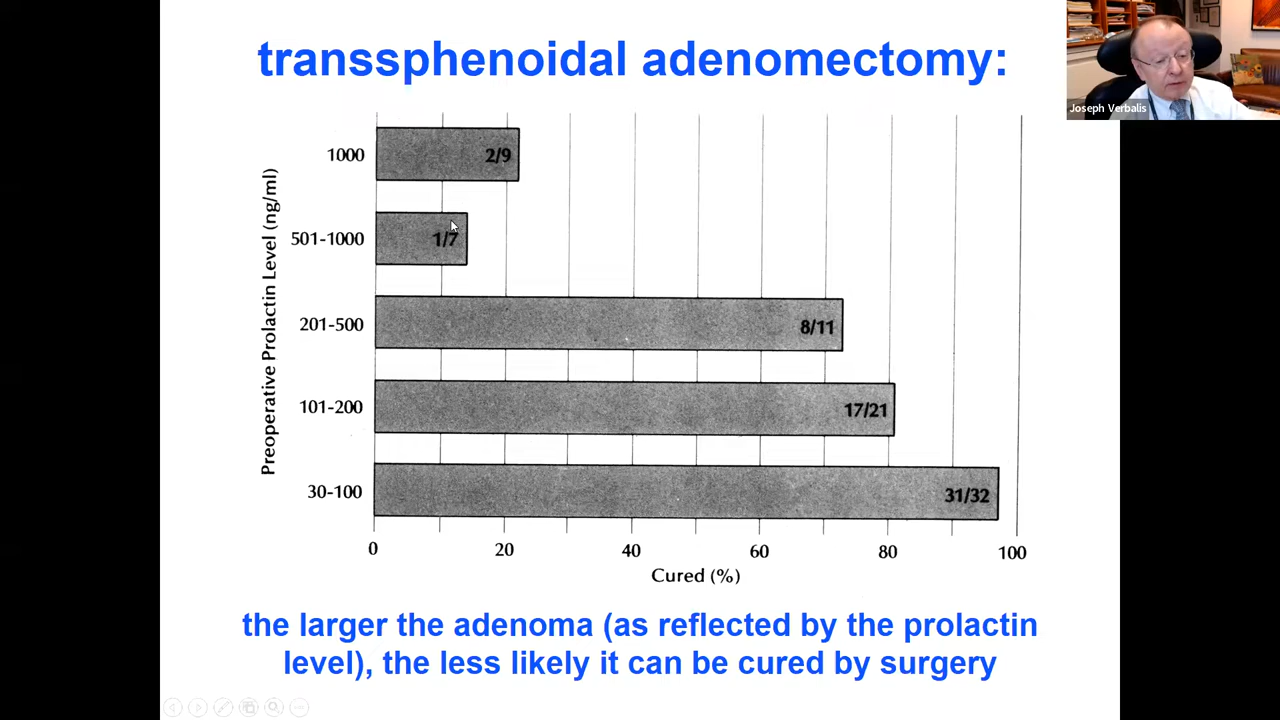 transsphenoidal adenomectomy:
Joseph Verbalis
Preoperative Prolactin Level (ng/ml)
1000
2/9
501-1000
1/7
201-500
8/11
101-200
17/21
30-100
31/32
0
20
40
60
80
100
Cured (%)
the larger the adenoma (as reflected by the prolactin
level), the less likely it can be cured by surgery